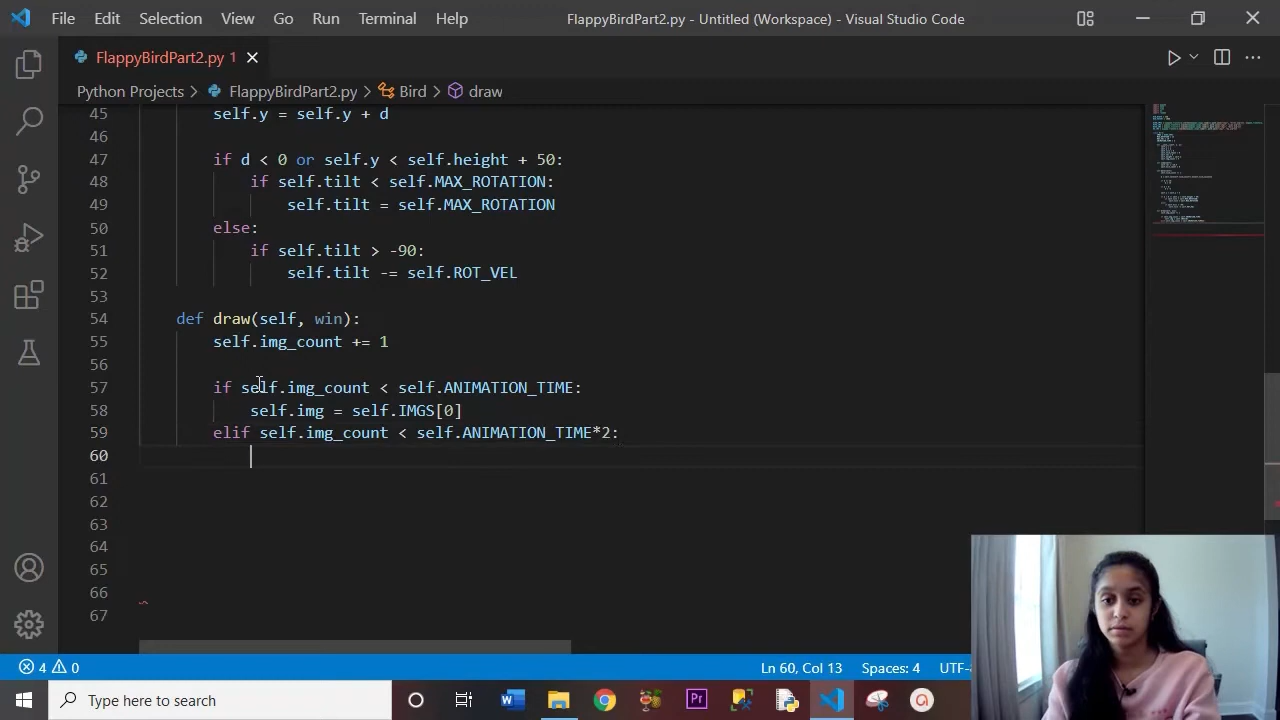 File Edit Selection View Go Run Terminal Help FlappyBirdPart2.py - Untitled (Workspace) - Visual Studio Code
FlappyBirdPart2.py 1
Python Projects > FlappyBirdPart2.py > Bird > draw
45 self.y = self.y + d
46
47 if d < 0 or self.y < self.height + 50:
48 if self.tilt < self.MAX_ROTATION:
49 self.tilt = self.MAX_ROTATION
50 else:
51 if self.tilt > -90:
52 self.tilt -= self.ROT_VEL
53
54 def draw(self, win):
55 self.img_count += 1
56
57 if self.img_count < self.ANIMATION_TIME:
58 self.img = self.IMGS[0]
59 elif self.img_count < self.ANIMATION_TIME*2:
60
61
62
63
64
65
66
67
4 0 Ln 60, Col 13 Spaces: 4 UTF-
Type here to search
W Pr a